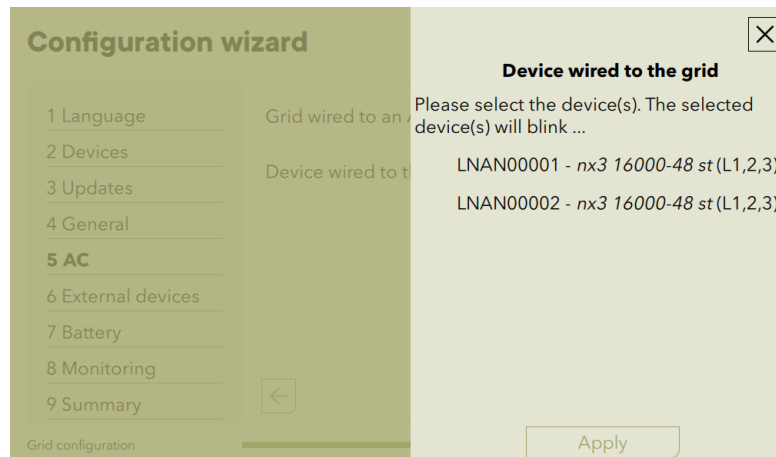 Configuration wizard
1 Language
2 Devices
3 Updates
4 General
5 AC
6 External devices
7 Battery
8 Monitoring
9 Summary
Grid wired to an
Device wired to
Grid configuration
Device wired to the grid
Please select the device(s). The selected
device(s) will blink ...
LNAN00001 - nx3 16000-48 st (L1,2,3)
LNAN00002 - nx3 16000-48 st (L1,2,3)
Apply